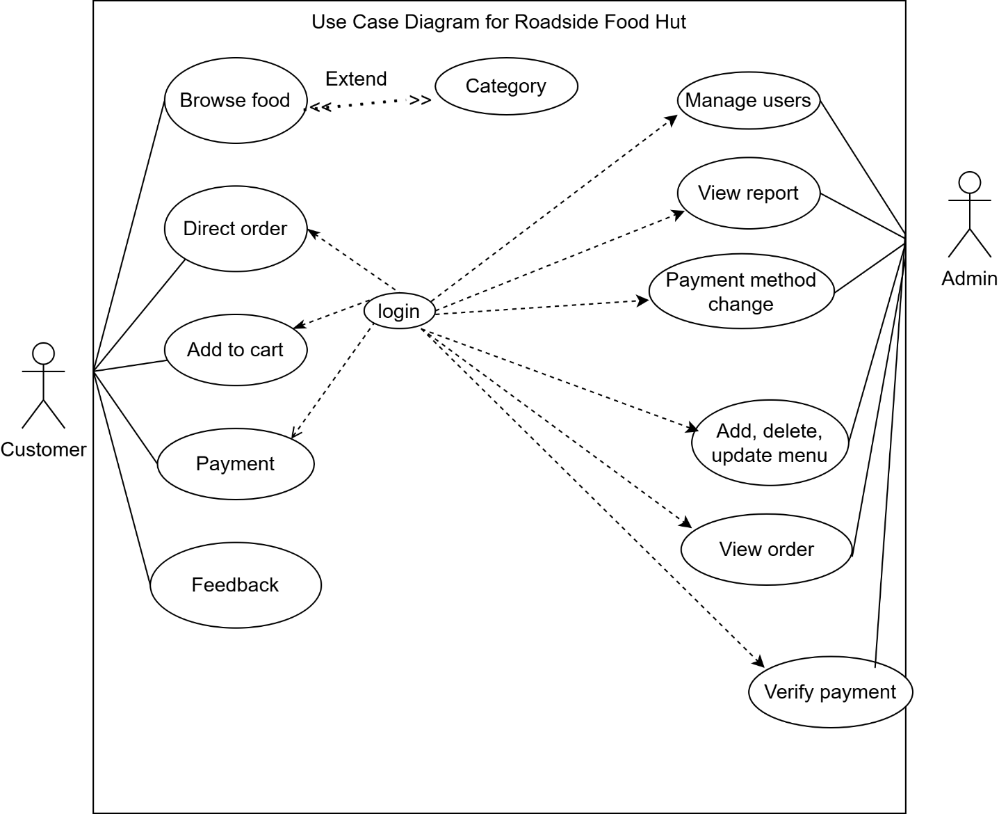 Use Case Diagram for Roadside Food Hut
Browse food
Extend
<<
>>
Category
Manage users
Direct order
View report
login
Payment method
change
Add to cart
Admin
Customer
Payment
Add, delete,
update menu
Feedback
View order
Verify payment